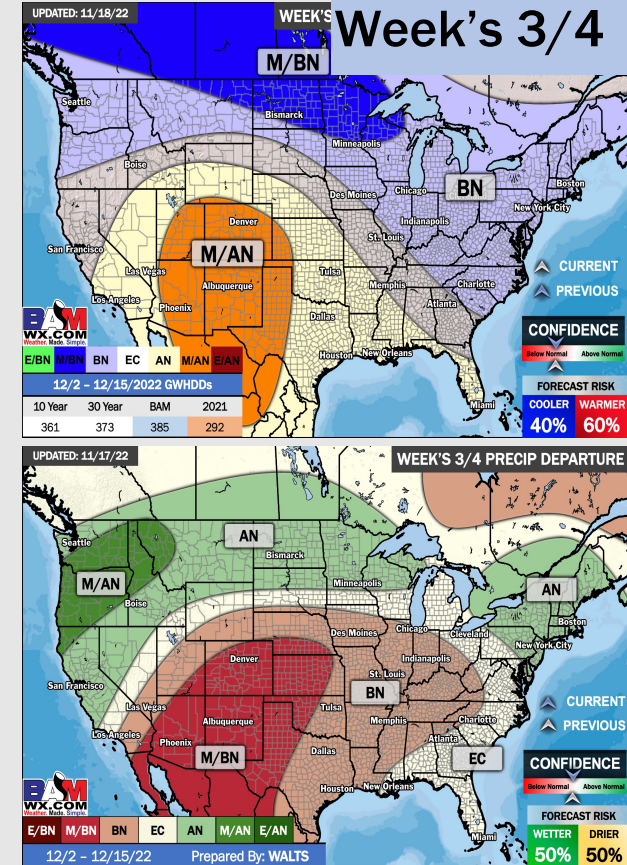 UPDATED: 11/18/22
WEEK'S
Week's 3/4
M/BN
Seattle
Bismarck
Minneapolis
Boise
Boston
Des Moines
Chicago
BN
New York City
Denver
Indianapolis
St. Louis
San Francisco
M/AN
Las Vegas
Tulsa
CURRENT
Albuquerque
Memphis
Charlotte
PREVIOUS
Los Angeles
Phoenix
Atlanta
Dallas
BAM
WX.COM
Weather. Made. Simple.
CONFIDENCE
Below Normal Above Normal
Houston New Orleans
E/BN M/BN BN EC AN M/AN E/AN
12/2 – 12/15/2022 GWHDDs
FORECAST RISK
10 Year 30 Year BAM 2021
COOLER WARMER
Miami
361 373 385 292
40% 60%
UPDATED: 11/17/22
WEEK'S 3/4 PRECIP DEPARTURE
Seattle
AN
Bismarck
M/AN
Minneapolis
AN
Boise
Boston
Des Moines
Chicago
Cleveland
New York City
Denver
Indianapolis
San Francisco
St. Louis
BN
Las Vegas
Tulsa
CURRENT
Albuquerque
Memphis
Charlotte
PREVIOUS
Los Angeles
Phoenix
Atlanta
M/BN
Dallas
EC
CONFIDENCE
BAM
WX.COM
Weather. Made. Simple.
Houston New Orleans
Below Normal Above Normal
FORECAST RISK
E/BN M/BN BN EC AN M/AN E/AN
Miami
WETTER DRIER
12/2 – 12/15/22 Prepared By: WALTS
50% 50%